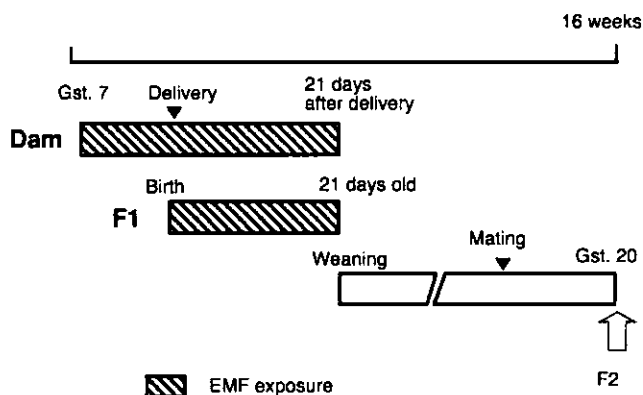 16 weeks
Gst. 7
Delivery
21 days
after delivery
Dam
Birth
21 days old
F1
Weaning
Mating
Gst. 20
F2
EMF exposure